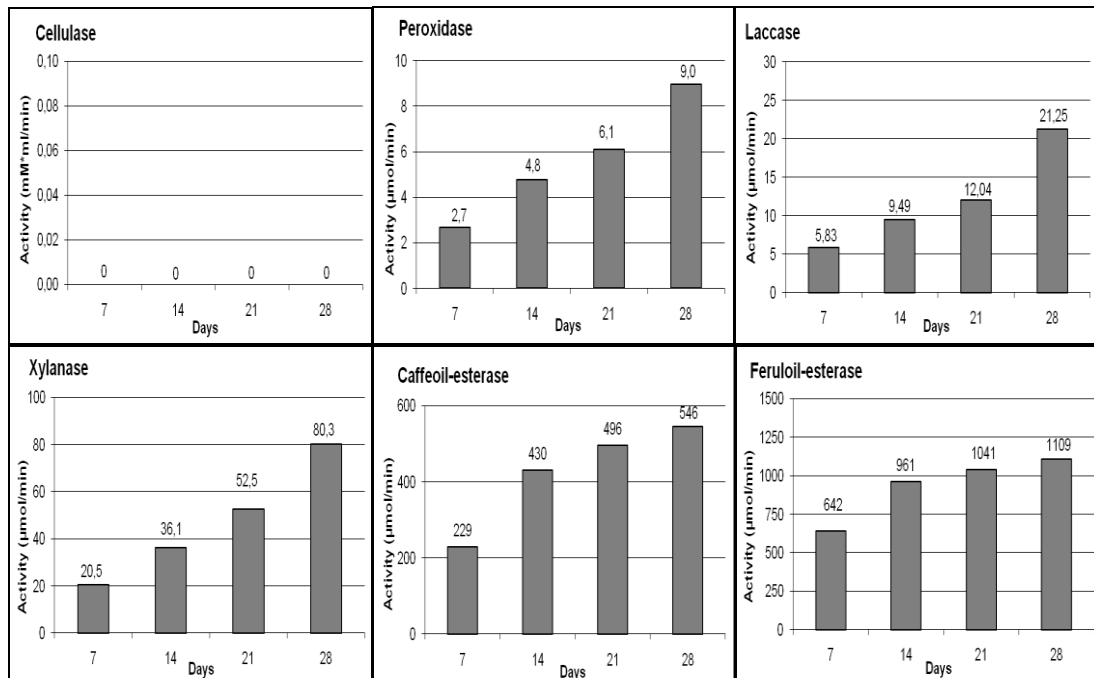 Cellulase
Activity (mM*ml/min)
0,10
0,08
0,06
0,04
0,02
0,00
0 0 0 0
7 14 21 28
Days
Peroxidase
Activity (µmol/min)
10
8
6
4
2
0
2,7 4,8 6,1 9,0
7 14 21 28
Days
Laccase
Activity (µmol/min)
30
25
20
15
10
5
0
5,83 9,49 12,04 21,25
7 14 21 28
Days
Xylanase
Activity (µmol/min)
100
80
60
40
20
0
20,5 36,1 52,5 80,3
7 14 21 28
Days
Caffeoil-esterase
Activity (µmol/min)
600
400
200
0
229 430 496 546
7 14 21 28
Days
Feruloil-esterase
Activity (µmol/min)
1500
1250
1000
750
500
250
0
642 961 1041 1109
7 14 21 28
Days